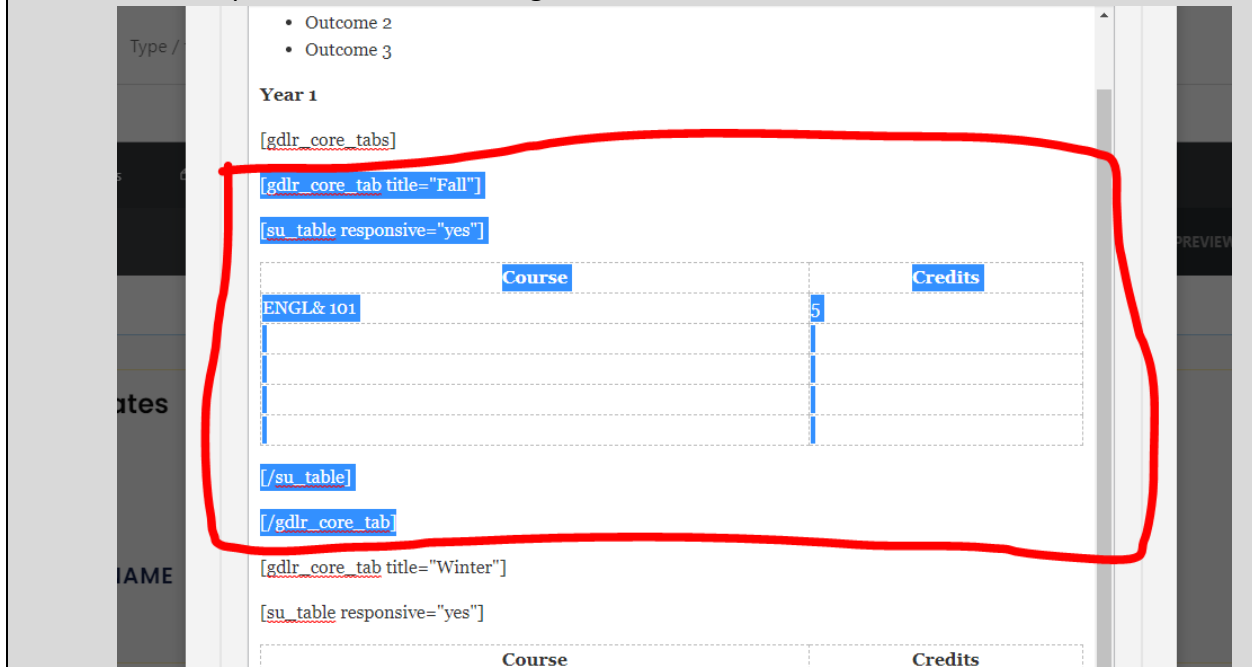 Outcome 2
Type /
Outcome 3
Year 1
[gdlr_core_tabs]
[gdlr_core_tab title="Fall"]
[su_table responsive="yes"]
PREVIEW
Course Credits
ENGL& 101 5
ates
[/su_table]
[/gdlr_core_tab]
[gdlr_core_tab title="Winter"]
IAME
[su_table responsive="yes"]
Course Credits